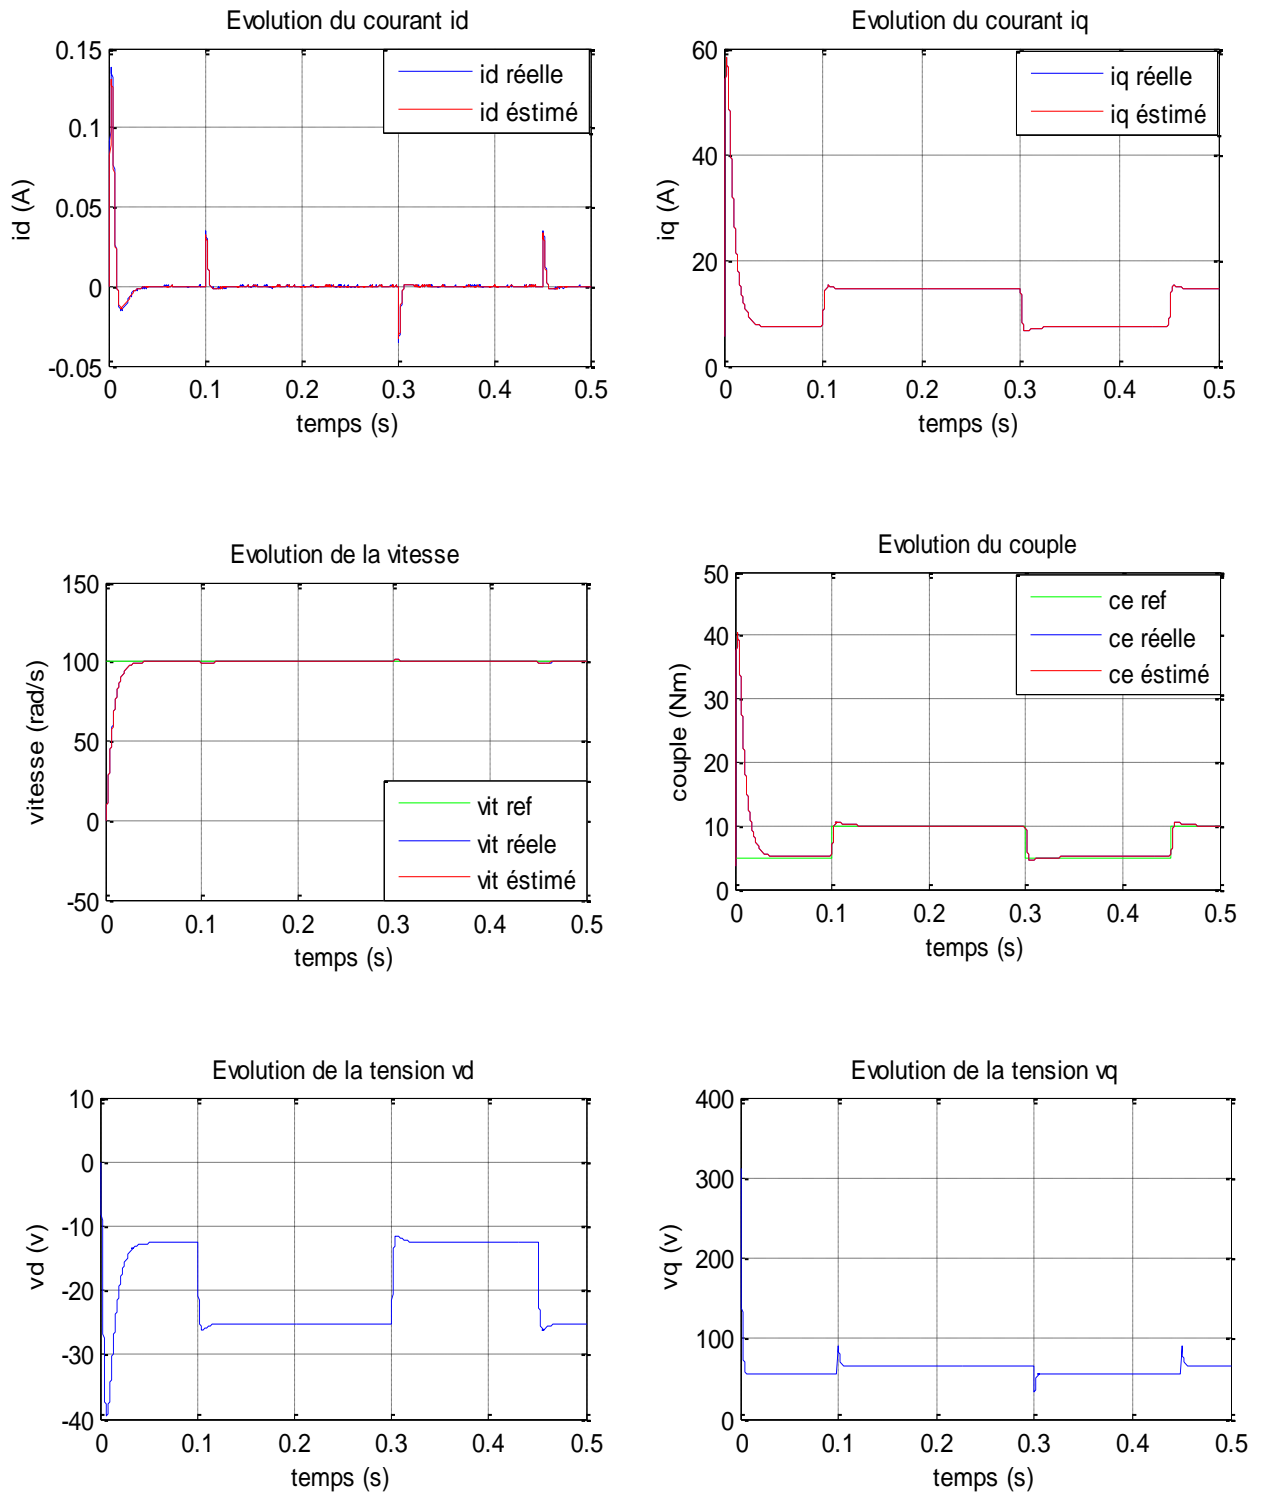 Evolution du courant id
0.15
0.1
0.05
0
-0.05
id (A)
id réelle
id éstimé
0
0.1
0.2
0.3
0.4
0.5
temps (s)
Evolution du courant iq
60
40
20
0
iq (A)
iq réelle
iq éstimé
0
0.1
0.2
0.3
0.4
0.5
temps (s)
Evolution de la vitesse
150
100
50
0
-50
vitesse (rad/s)
vit ref
vit réele
vit éstimé
0
0.1
0.2
0.3
0.4
0.5
temps (s)
Evolution du couple
50
40
30
20
10
0
couple (Nm)
ce ref
ce réelle
ce éstimé
0
0.1
0.2
0.3
0.4
0.5
temps (s)
Evolution de la tension vd
10
0
-10
-20
-30
-40
vd (v)
0
0.1
0.2
0.3
0.4
0.5
temps (s)
Evolution de la tension vq
400
300
200
100
0
vq (v)
0
0.1
0.2
0.3
0.4
0.5
temps (s)